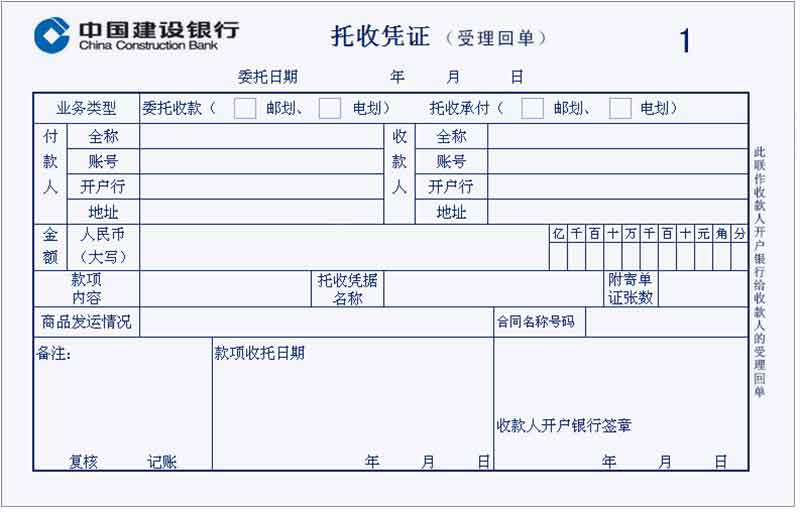 中国建设银行
China Construction Bank
托收凭证（受理回单） 1
委托日期 年 月 日
业务类型 委托收款（ 邮划、 电划） 托收承付（ 邮划、 电划）
付款人 全称 收款人 全称
账号 账号
开户行 开户行
地址 地址
金额 人民币（大写） 亿 千 百 十 万 千 百 十 元 角 分
款项内容 托收凭据名称 附寄单证张数
商品发运情况 合同名称号码
备注： 款项收托日期
收款人开户银行签章
复核 记账 年 月 日 年 月 日
此联作收款人开户银行给收款人的受理回单